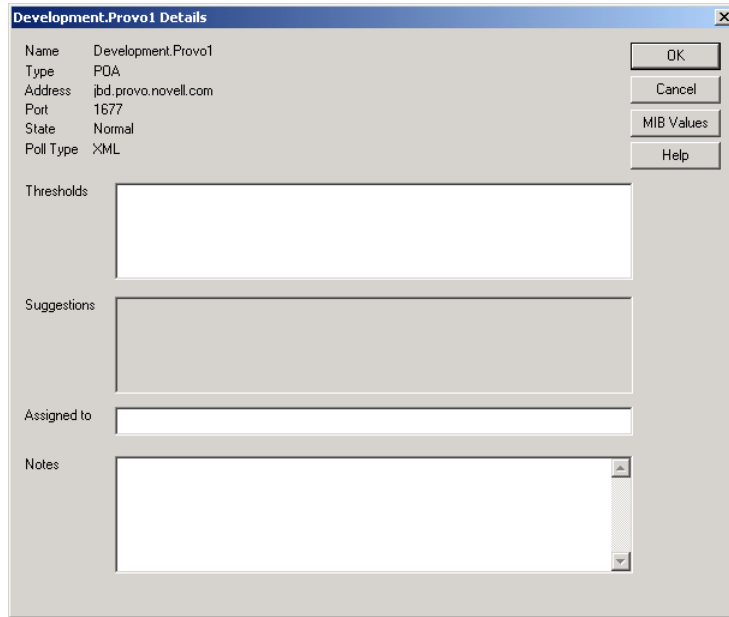 Development.Provo1 Details
Name Development.Provo1
Type POA
Address jbd.provo.novell.com
Port 1677
State Normal
Poll Type XML
OK
Cancel
MIB Values
Help
Thresholds
Suggestions
Assigned to
Notes